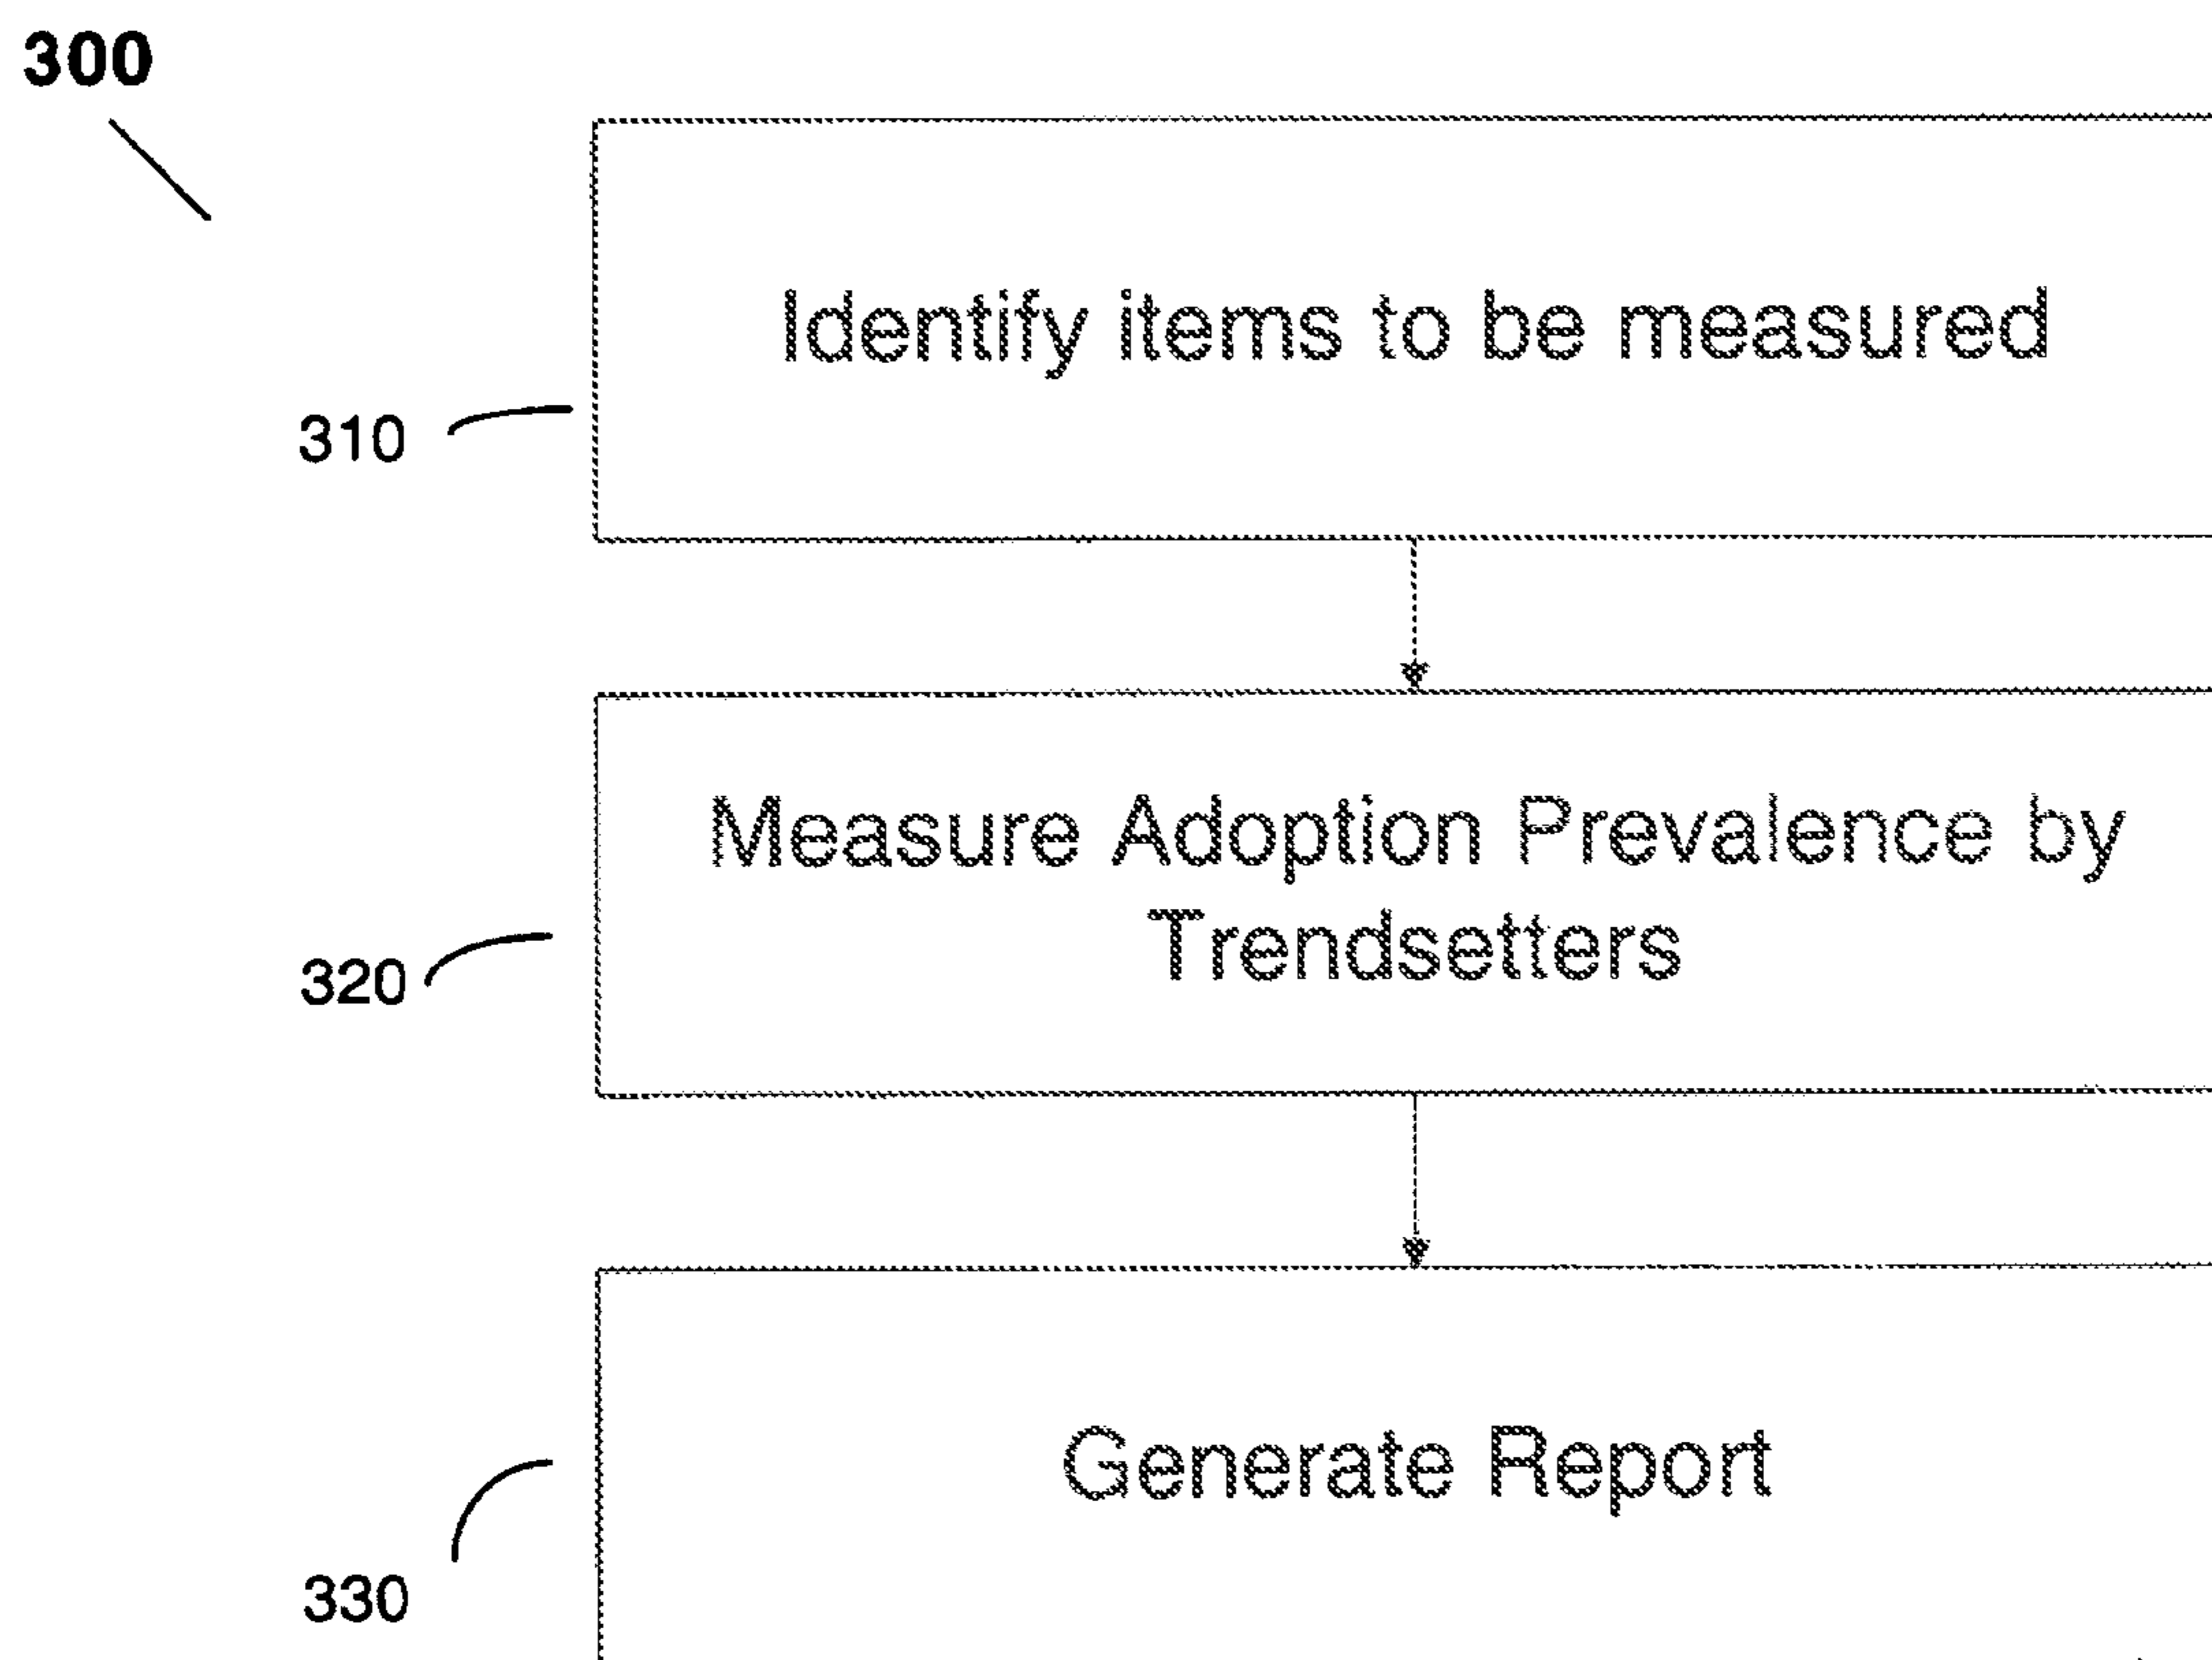 300
Identify items to be measured
310
Measure Adoption Prevalence by
Trendsetters
320
Generate Report
330